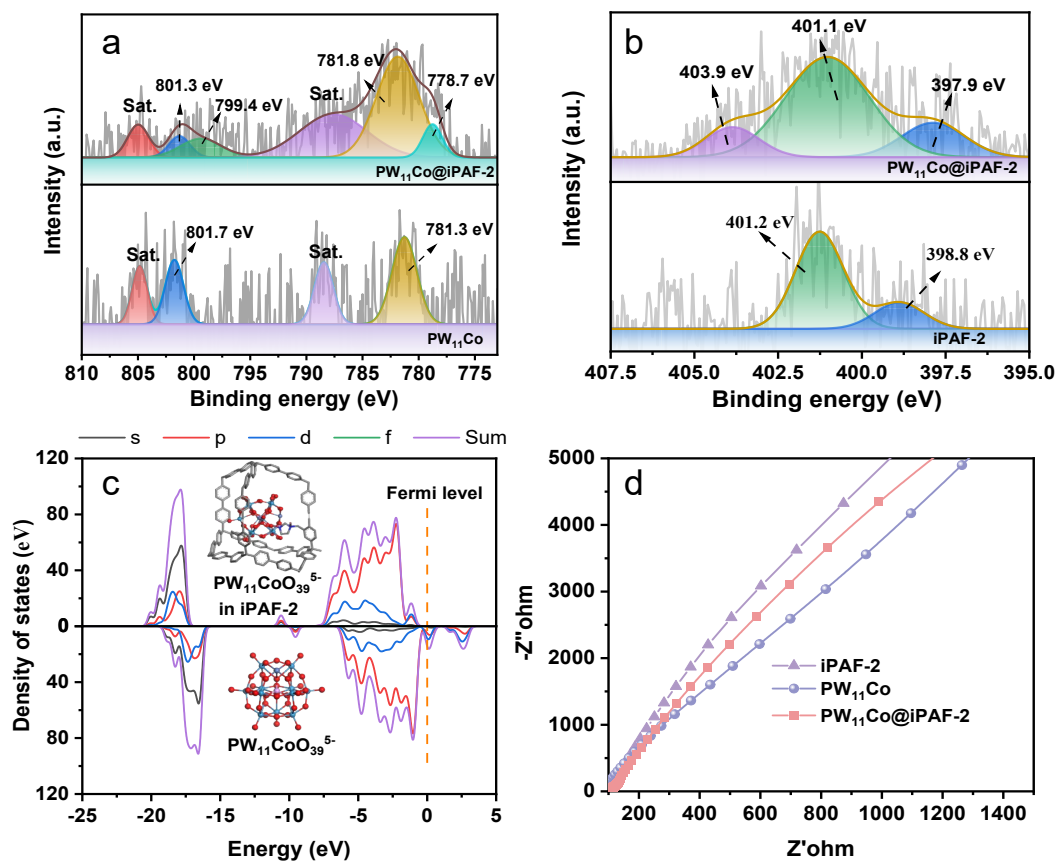 a
801.3 eV
799.4 eV
781.8 eV
778.7 eV
Sat.
Sat.
PW₁₁Co@iPAF-2
801.7 eV
781.3 eV
Sat.
Sat.
PW₁₁Co
Intensity (a.u.)
810 805 800 795 790 785 780 775
Binding energy (eV)
b
401.1 eV
403.9 eV
397.9 eV
PW₁₁Co@iPAF-2
401.2 eV
398.8 eV
iPAF-2
Intensity (a.u.)
407.5 405.0 402.5 400.0 397.5 395.0
Binding energy (eV)
s p d f Sum
c
Fermi level
PW₁₁CoO₃₉⁵⁻
in iPAF-2
PW₁₁CoO₃₉⁵⁻
Density of states (eV)
120
80
40
0
40
80
120
-25 -20 -15 -10 -5 0 5
Energy (eV)
d
iPAF-2
PW₁₁Co
PW₁₁Co@iPAF-2
-Z''ohm
5000
4000
3000
2000
1000
0
200 400 600 800 1000 1200 1400
Z'ohm